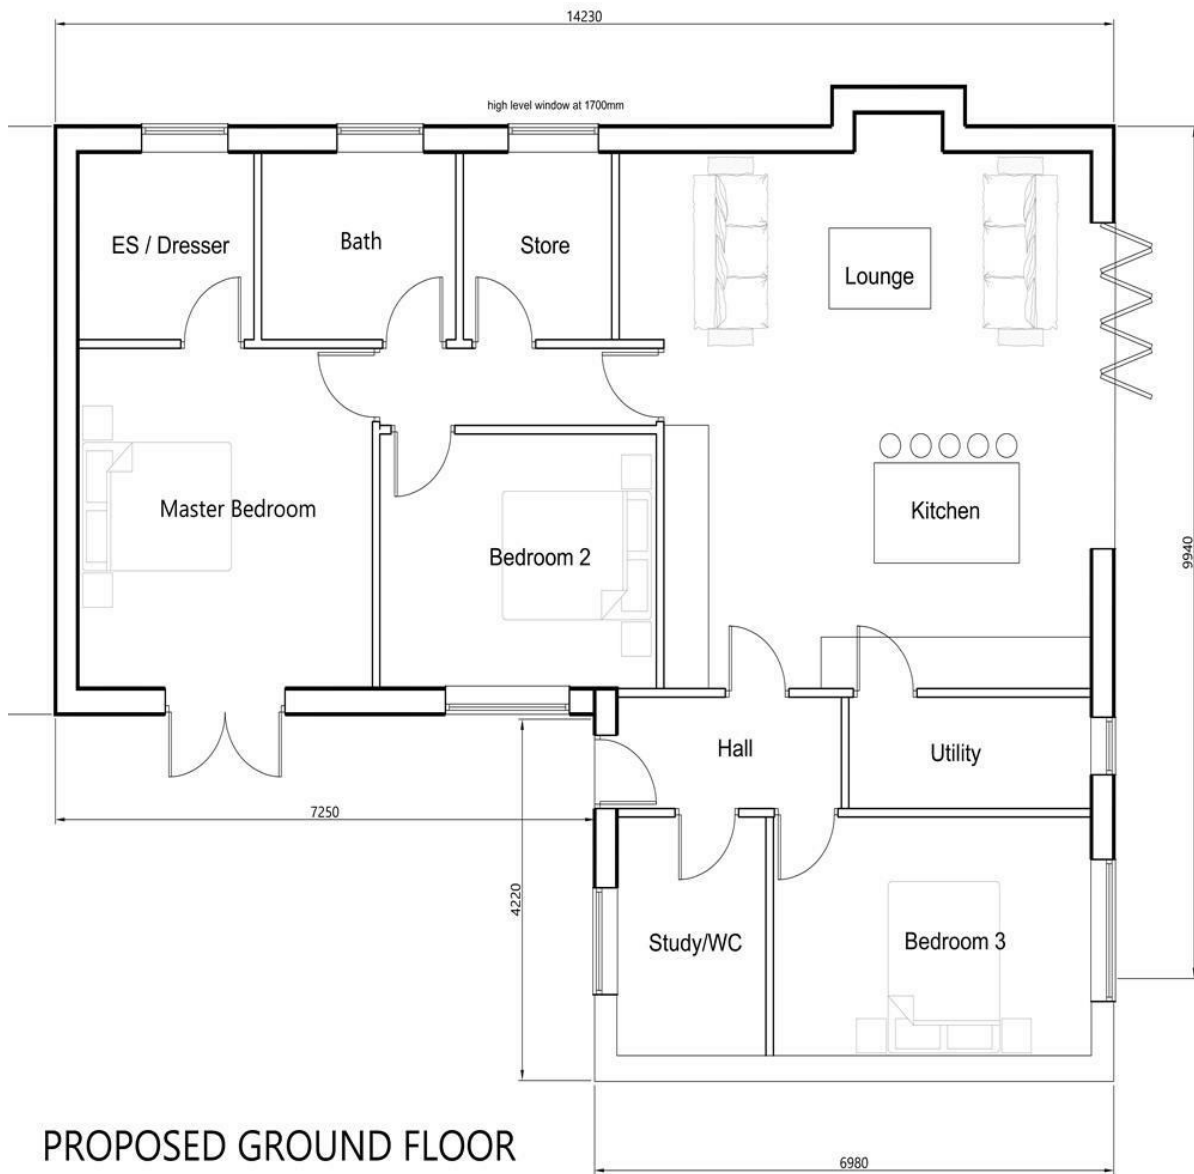 14230
high level window at 1700mm
ES / Dresser
Bath
Store
Lounge
Master Bedroom
Bedroom 2
Kitchen
9940
Hall
Utility
7250
4220
Study/WC
Bedroom 3
PROPOSED GROUND FLOOR
6980